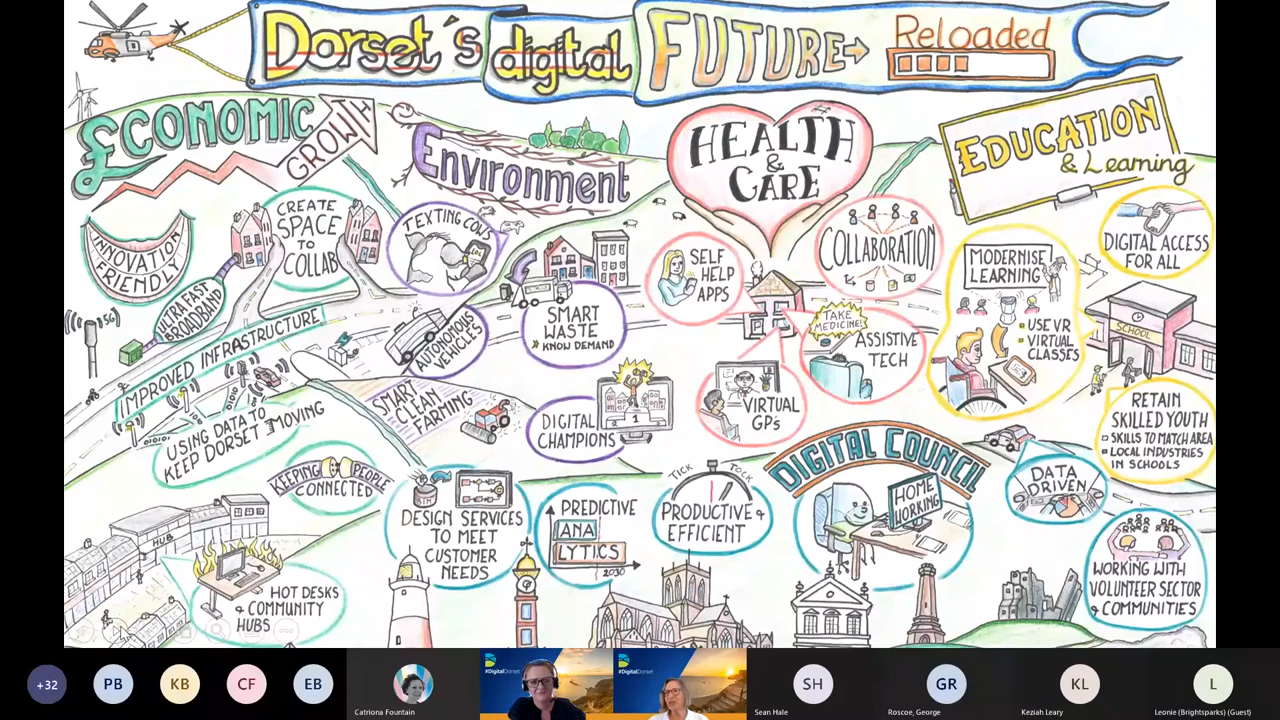 Dorset's digital FUTURE
Reloaded
£CONOMIC
GROWTH
Environment
HEALTH
&
CARE
EDUCATION
& Learning
INNOVATION
FRIENDLY
CREATE
SPACE
TO
COLLAB
TEXTING COWS
SELF
HELP
APPS
COLLABORATION
MODERNISE
LEARNING
DIGITAL ACCESS
FOR ALL
ULTRA FAST
BROADBAND
5G
IMPROVED INFRASTRUCTURE
AUTONOMOUS
VEHICLES
SMART
WASTE
KNOW DEMAND
TAKE
MEDICINE!
ASSISTIVE
TECH
USE VR
VIRTUAL
CLASSES
SCHOOL
USING DATA TO
KEEP DORSET MOVING
SMART
CLEAN
FARMING
DIGITAL
CHAMPIONS
1
VIRTUAL
GPs
RETAIN
SKILLED YOUTH
SKILLS TO MATCH AREA
LOCAL INDUSTRIES
IN SCHOOLS
KEEPING PEOPLE
CONNECTED
DIGITAL COUNCIL
HOME
WORKING
DATA
DRIVEN
DESIGN SERVICES
TO MEET
CUSTOMER
NEEDS
PREDICTIVE
ANA
LYTICS
2030
TICK TOCK
PRODUCTIVE &
EFFICIENT
HUB
HOT DESKS
& COMMUNITY
HUBS
WORKING WITH
VOLUNTEER SECTOR
& COMMUNITIES
+32
PB
KB
CF
EB
Catriona Fountain
#DigitalDorset
#DigitalDorset
SH
Sean Hale
GR
Roscoe, George
KL
Keziah Leary
L
Leonie (Brightsparks) (Guest)